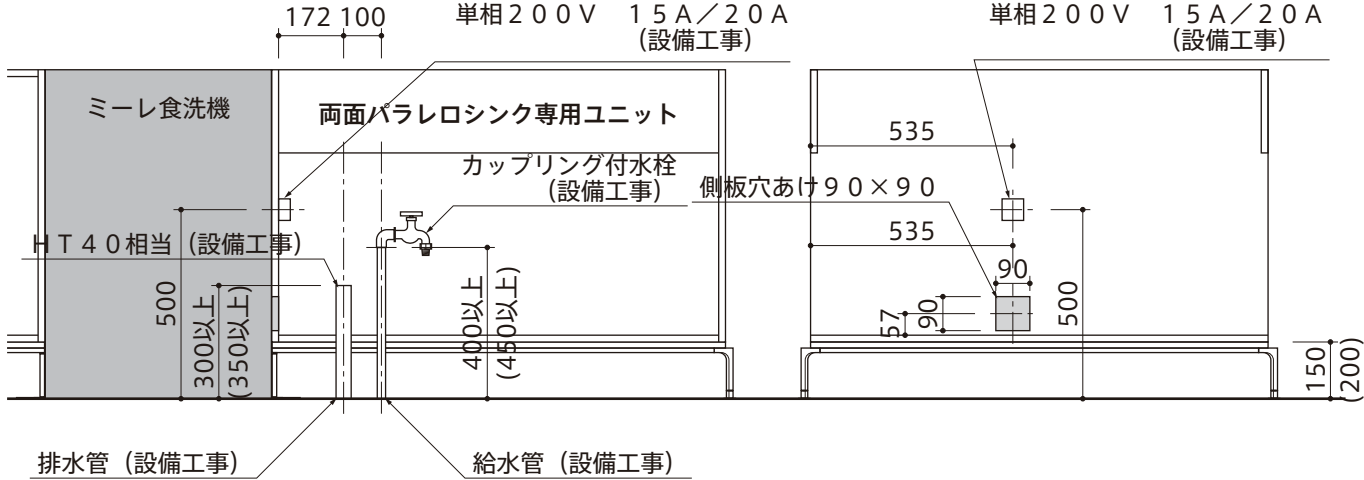 172 100
単相２００Ｖ　１５Ａ／２０Ａ
(設備工事)
単相２００Ｖ　１５Ａ／２０Ａ
(設備工事)
ミーレ食洗機
両面パラレロシンク専用ユニット
カップリング付水栓
(設備工事)
側板穴あけ９０×９０
535
ＨＴ４０相当（設備工事）
535
90
500
300以上
(350以上)
400以上
(450以上)
57
90
500
150
(200)
排水管（設備工事）
給水管（設備工事）